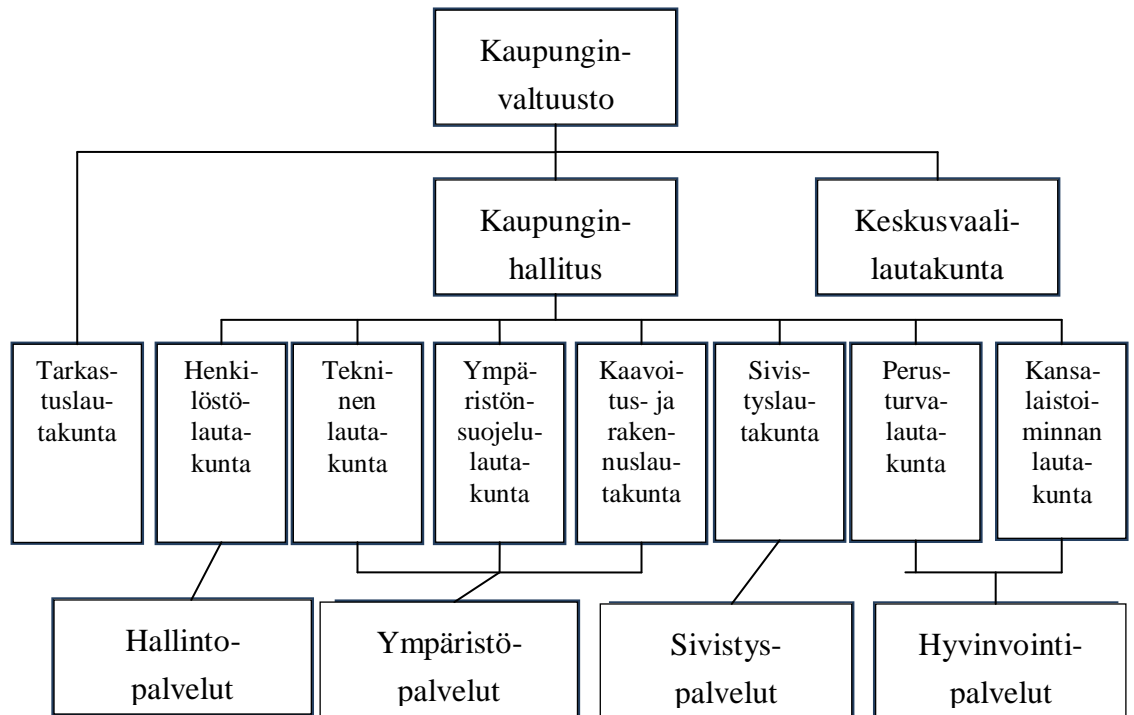 Kaupungin-
valtuusto
Kaupungin-
hallitus
Keskusvaali-
lautakunta
Tarkas-
tuslau-
takunta
Henki-
löstö-
lauta-
kunta
Tekni-
nen
lauta-
kunta
Ympä-
ristön-
suojelu-
lauta-
kunta
Kaavoi-
tus- ja
raken-
nuslau-
takunta
Sivis-
tyslau-
takunta
Perus-
turva-
lauta-
kunta
Kansa-
laistoi-
minnan
lauta-
kunta
Hallinto-
palvelut
Ympäristö-
palvelut
Sivistys-
palvelut
Hyvinvointi-
palvelut